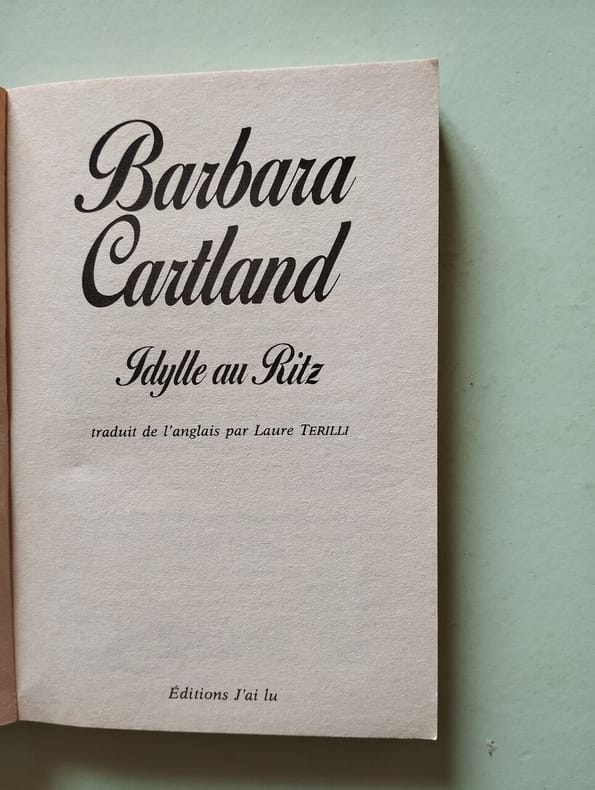 Barbara
Cartland
Idylle au Ritz
traduit de l'anglais par Laure TERILLI
Éditions J'ai lu